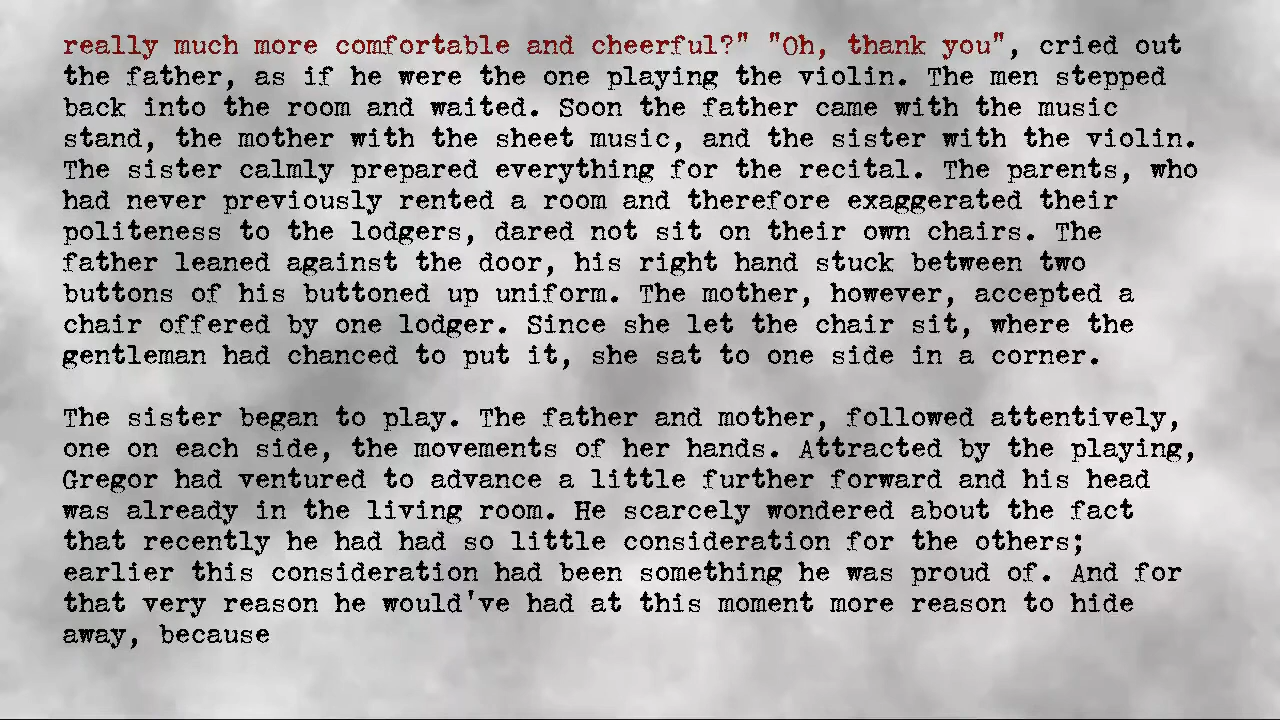 really much more comfortable and cheerful?" "Oh, thank you", cried out
the father, as if he were the one playing the violin. The men stepped
back into the room and waited. Soon the father came with the music
stand, the mother with the sheet music, and the sister with the violin.
The sister calmly prepared everything for the recital. The parents, who
had never previously rented a room and therefore exaggerated their
politeness to the lodgers, dared not sit on their own chairs. The
father leaned against the door, his right hand stuck between two
buttons of his buttoned up uniform. The mother, however, accepted a
chair offered by one lodger. Since she let the chair sit, where the
gentleman had chanced to put it, she sat to one side in a corner.

The sister began to play. The father and mother, followed attentively,
one on each side, the movements of her hands. Attracted by the playing,
Gregor had ventured to advance a little further forward and his head
was already in the living room. He scarcely wondered about the fact
that recently he had had so little consideration for the others;
earlier this consideration had been something he was proud of. And for
that very reason he would've had at this moment more reason to hide
away, because